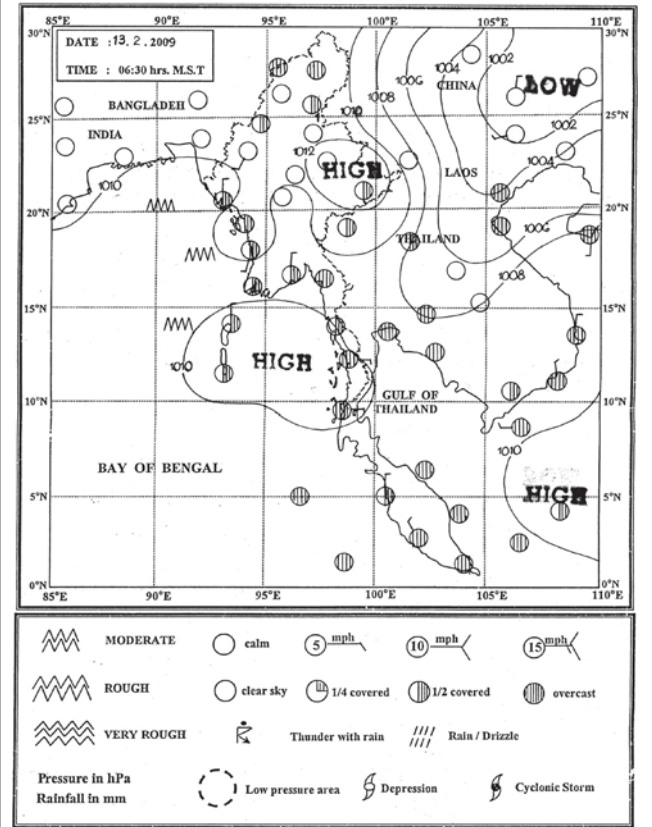 85°E 90°E 95°E 100°E 105°E 110°E
30°N 30°N
DATE : 13.2.2009
TIME : 06:30 hrs. M.S.T
1002
1004
1006
CHINA
LOW
1008
BANGLADEH
1010
25°N 25°N
1002
INDIA
1012
1004
HIGH
LAOS
1010
20°N 20°N
1006
THAILAND
1008
15°N 15°N
HIGH
1010
GULF OF
THAILAND
10°N 10°N
1010
BAY OF BENGAL
HIGH
5°N 5°N
0°N 0°N
85°E 90°E 95°E 100°E 105°E 110°E
MODERATE calm 5 mph 10 mph 15 mph
ROUGH clear sky 1/4 covered 1/2 covered overcast
VERY ROUGH Thunder with rain Rain / Drizzle
Pressure in hPa
Rainfall in mm Low pressure area Depression Cyclonic Storm